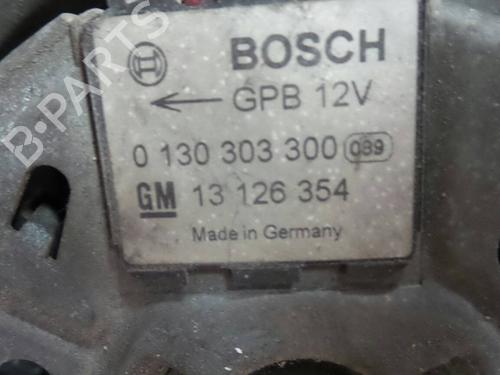 B-PARTS
BOSCH
← GPB 12V
0 130 303 300 089
GM 13 126 354
Made in Germany